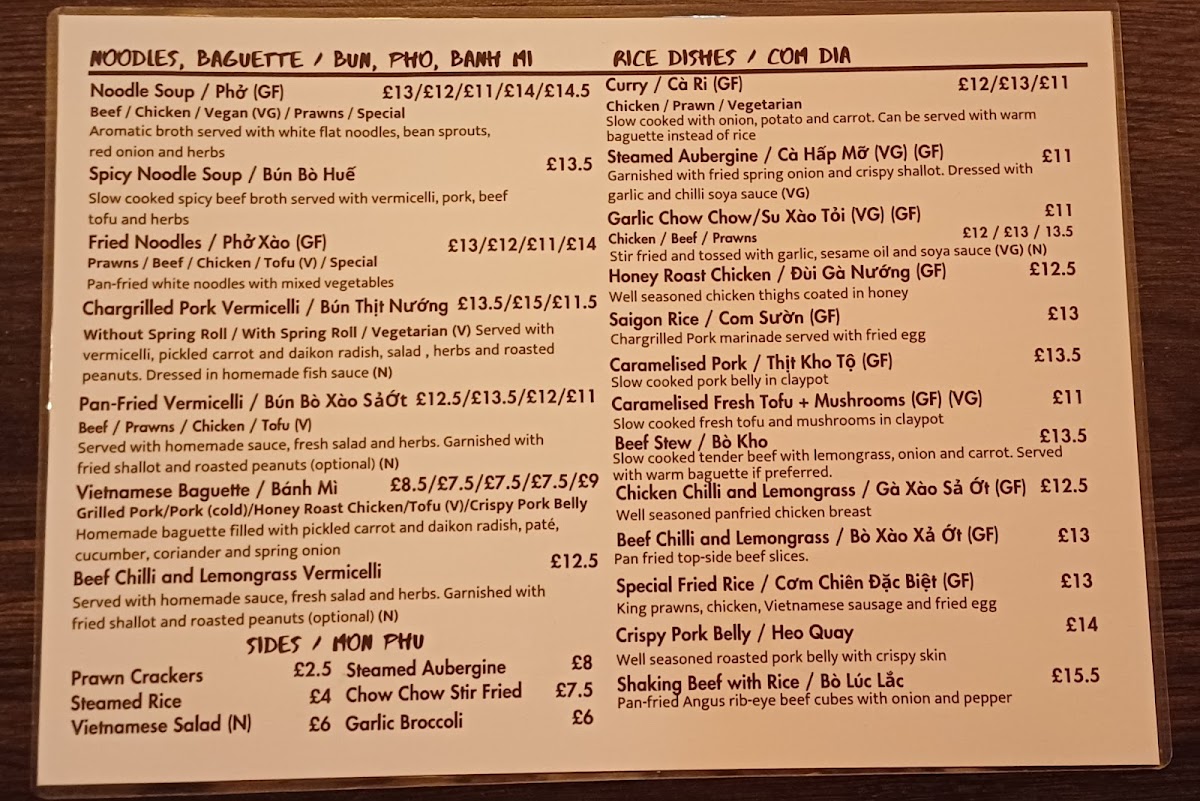 NOODLES, BAGUETTE / BUN, PHO, BANH MI
Noodle Soup / Phở (GF) £13/£12/£11/£14/£14.5
Beef / Chicken / Vegan (VG) / Prawns / Special
Aromatic broth served with white flat noodles, bean sprouts,
red onion and herbs
Spicy Noodle Soup / Bún Bò Huế £13.5
Slow cooked spicy beef broth served with vermicelli, pork, beef
tofu and herbs
Fried Noodles / Phở Xào (GF) £13/£12/£11/£14
Prawns / Beef / Chicken / Tofu (V) / Special
Pan-fried white noodles with mixed vegetables
Chargrilled Pork Vermicelli / Bún Thịt Nướng £13.5/£15/£11.5
Without Spring Roll / With Spring Roll / Vegetarian (V) Served with
vermicelli, pickled carrot and daikon radish, salad , herbs and roasted
peanuts. Dressed in homemade fish sauce (N)
Pan-Fried Vermicelli / Bún Bò Xào SảỚt £12.5/£13.5/£12/£11
Beef / Prawns / Chicken / Tofu (V)
Served with homemade sauce, fresh salad and herbs. Garnished with
fried shallot and roasted peanuts (optional) (N)
Vietnamese Baguette / Bánh Mì £8.5/£7.5/£7.5/£7.5/£9
Grilled Pork/Pork (cold)/Honey Roast Chicken/Tofu (V)/Crispy Pork Belly
Homemade baguette filled with pickled carrot and daikon radish, paté,
cucumber, coriander and spring onion
Beef Chilli and Lemongrass Vermicelli £12.5
Served with homemade sauce, fresh salad and herbs. Garnished with
fried shallot and roasted peanuts (optional) (N)
SIDES / MON PHU
Prawn Crackers £2.5
Steamed Rice £4
Vietnamese Salad (N) £6
Steamed Aubergine £8
Chow Chow Stir Fried £7.5
Garlic Broccoli £6
RICE DISHES / COM DIA
Curry / Cà Ri (GF) £12/£13/£11
Chicken / Prawn / Vegetarian
Slow cooked with onion, potato and carrot. Can be served with warm
baguette instead of rice
Steamed Aubergine / Cà Hấp Mỡ (VG) (GF) £11
Garnished with fried spring onion and crispy shallot. Dressed with
garlic and chilli soya sauce (VG)
Garlic Chow Chow/Su Xào Tỏi (VG) (GF) £11
Chicken / Beef / Prawns £12 / £13 / 13.5
Stir fried and tossed with garlic, sesame oil and soya sauce (VG) (N)
Honey Roast Chicken / Đùi Gà Nướng (GF) £12.5
Well seasoned chicken thighs coated in honey
Saigon Rice / Com Sườn (GF) £13
Chargrilled Pork marinade served with fried egg
Caramelised Pork / Thịt Kho Tộ (GF) £13.5
Slow cooked pork belly in claypot
Caramelised Fresh Tofu + Mushrooms (GF) (VG) £11
Slow cooked fresh tofu and mushrooms in claypot
Beef Stew / Bò Kho £13.5
Slow cooked tender beef with lemongrass, onion and carrot. Served
with warm baguette if preferred.
Chicken Chilli and Lemongrass / Gà Xào Sả Ớt (GF) £12.5
Well seasoned panfried chicken breast
Beef Chilli and Lemongrass / Bò Xào Xả Ớt (GF) £13
Pan fried top-side beef slices.
Special Fried Rice / Cơm Chiên Đặc Biệt (GF) £13
King prawns, chicken, Vietnamese sausage and fried egg
Crispy Pork Belly / Heo Quay £14
Well seasoned roasted pork belly with crispy skin
Shaking Beef with Rice / Bò Lúc Lắc £15.5
Pan-fried Angus rib-eye beef cubes with onion and pepper